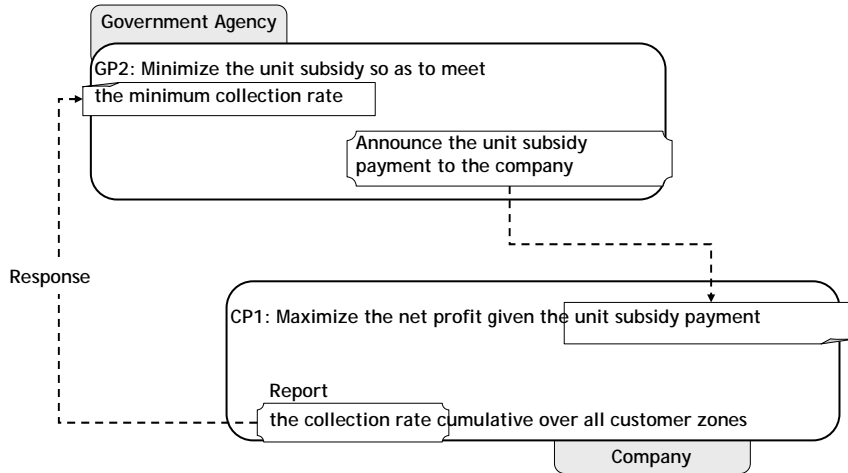 Government Agency
GP2: Minimize the unit subsidy so as to meet
the minimum collection rate
Announce the unit subsidy
payment to the company
Response
CP1: Maximize the net profit given the unit subsidy payment
Report
the collection rate cumulative over all customer zones
Company